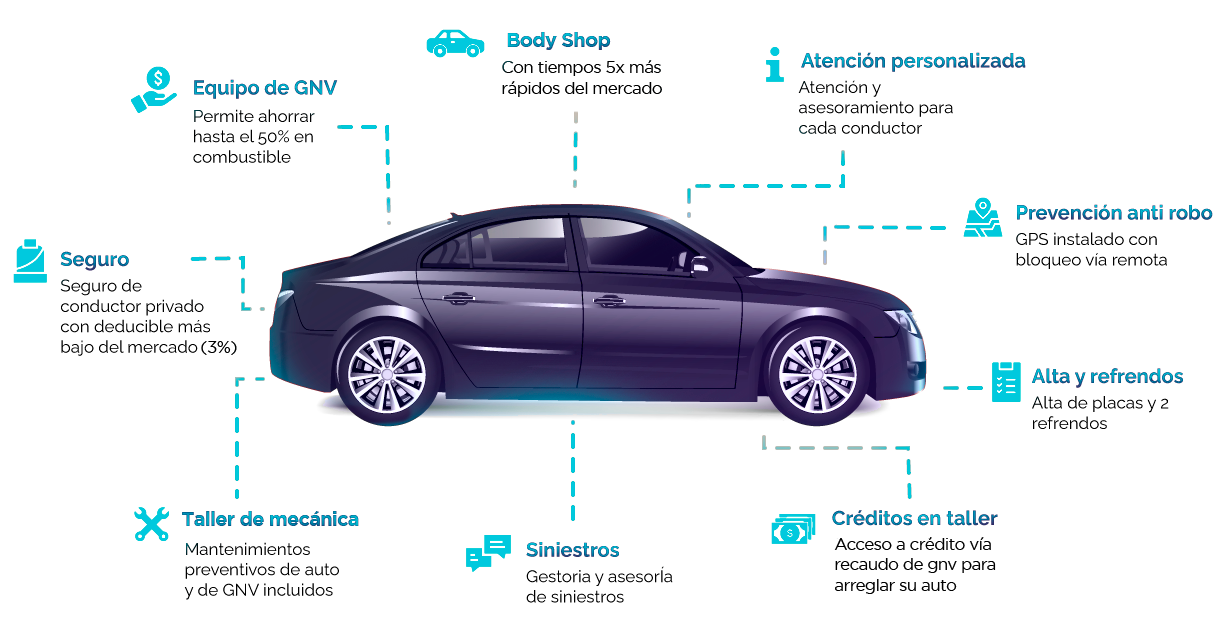 Body Shop
Con tiempos 5x más
rápidos del mercado
Atención personalizada
Atención y
asesoramiento para
cada conductor
Equipo de GNV
Permite ahorrar
hasta el 50% en
combustible
Prevención anti robo
GPS instalado con
bloqueo vía remota
Seguro
Seguro de
conductor privado
con deducible más
bajo del mercado (3%)
Alta y refrendos
Alta de placas y 2
refrendos
Taller de mecánica
Mantenimientos
preventivos de auto
y de GNV incluidos
Siniestros
Gestoria y asesorÍa
de siniestros
Créditos en taller
Acceso a crédito vía
recaudo de gnv para
arreglar su auto